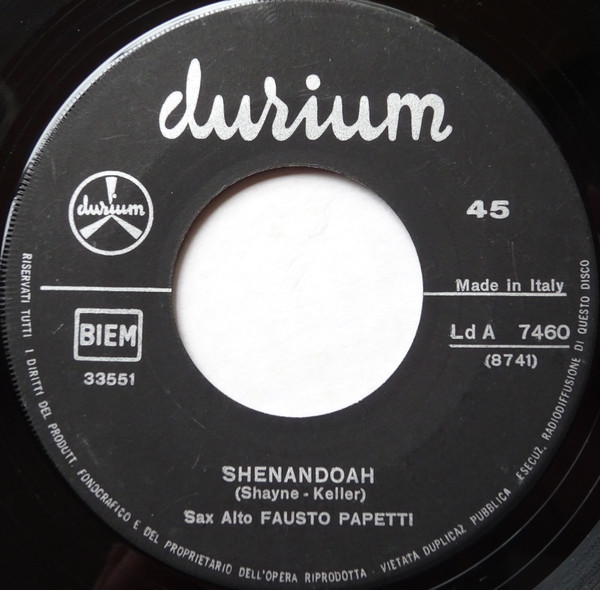 durium
durium
45
Made in Italy
BIEM
Ld A 7460
33551
(8741)
SHENANDOAH
(Shayne - Keller)
Sax Alto FAUSTO PAPETTI
RISERVATI TUTTI I DIRITTI DEL PRODUTT. FONOGRAFICO E DEL PROPRIETARIO DELL'OPERA RIPRODOTTA - VIETATA DUPLICAZ. PUBBLICA ESECUZ. RADIODIFFUSIONE DI QUESTO DISCO